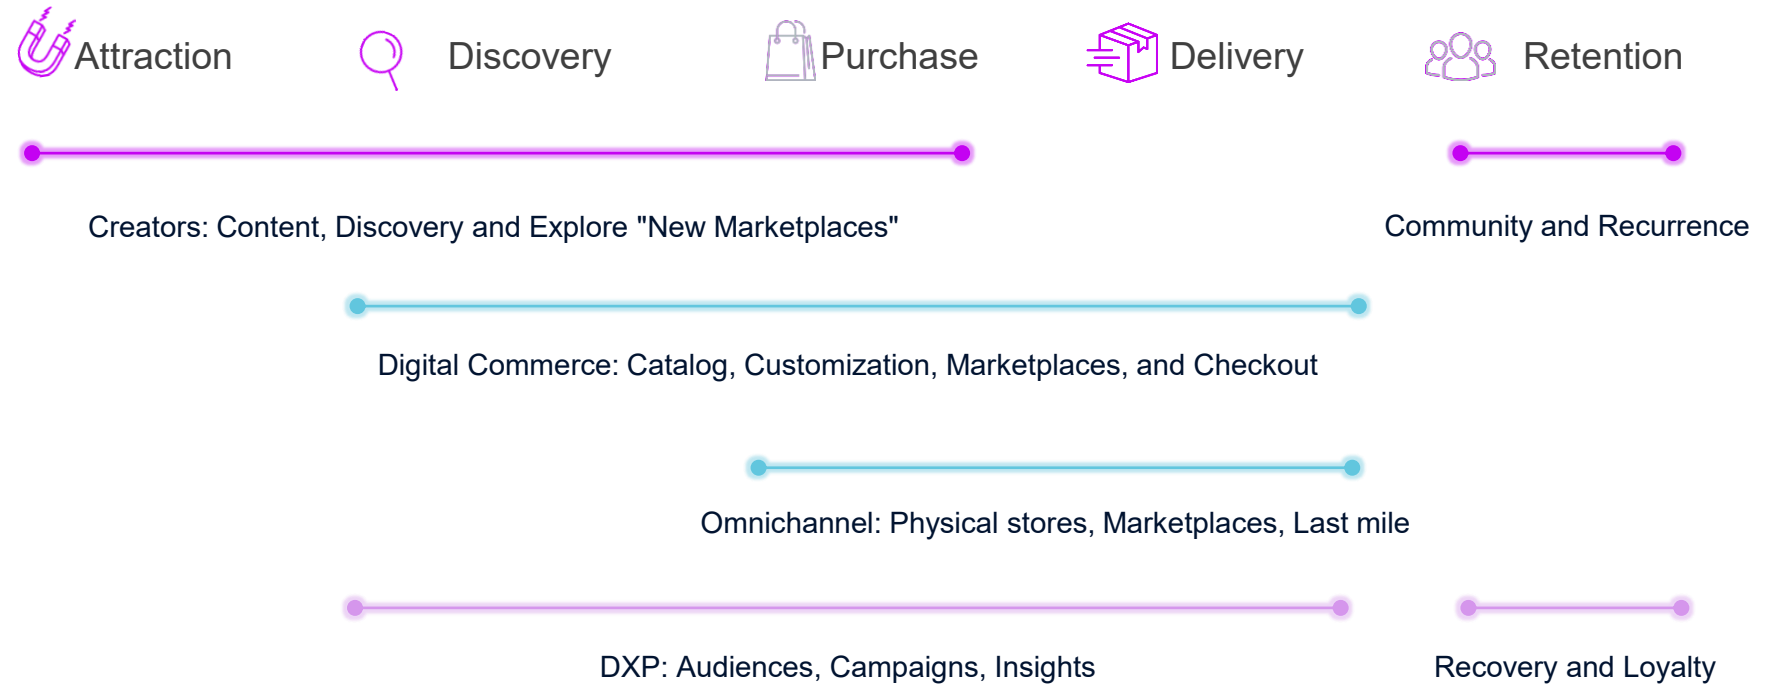 Attraction
Discovery
Purchase
Delivery
Retention
Creators: Content, Discovery and Explore "New Marketplaces"
Community and Recurrence
Digital Commerce: Catalog, Customization, Marketplaces, and Checkout
Omnichannel: Physical stores, Marketplaces, Last mile
DXP: Audiences, Campaigns, Insights
Recovery and Loyalty